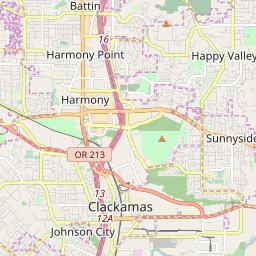 Battin
16
Harmony Point
Happy Valley
Harmony
Sunnyside
OR 213
13
Clackamas
12A
Johnson City